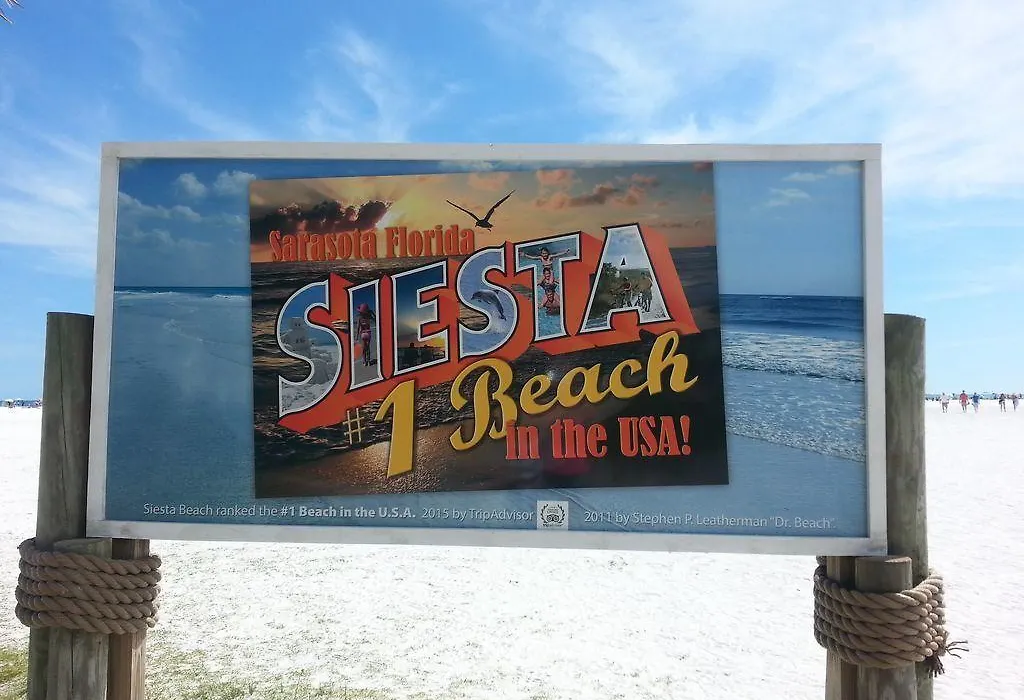 Sarasota Florida
SIESTA
#1 Beach
in the USA!
Siesta Beach ranked the #1 Beach in the U.S.A. 2015 by TripAdvisor 2011 by Stephen P. Leatherman "Dr. Beach".